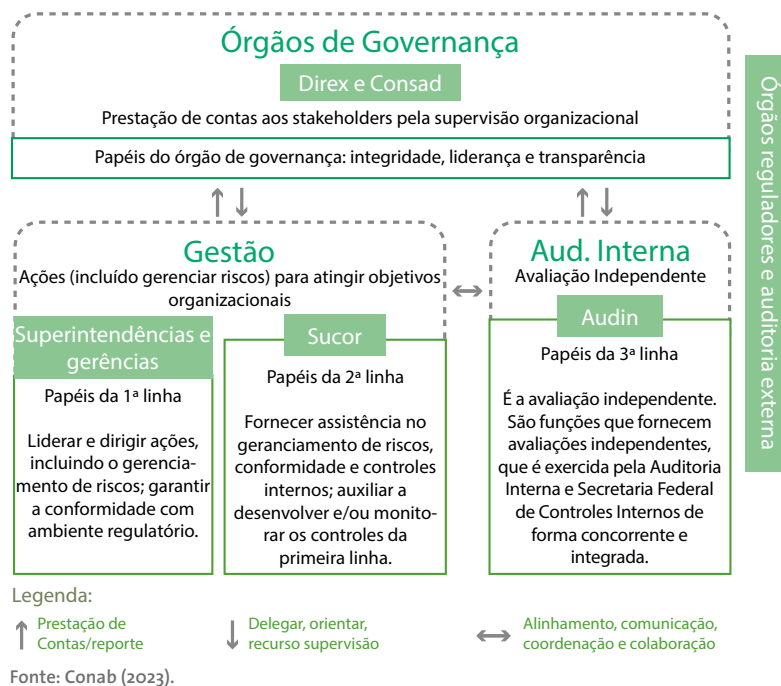 Órgãos de Governança
Direx e Consad
Prestação de contas aos stakeholders pela supervisão organizacional
Papéis do órgão de governança: integridade, liderança e transparência
Órgãos reguladores e auditoria externa
Gestão
Ações (incluído gerenciar riscos) para atingir objetivos
organizacionais
Superintendências e
gerências
Papéis da 1ª linha
Liderar e dirigir ações,
incluindo o gerencia-
mento de riscos; garantir
a conformidade com
ambiente regulatório.
Sucor
Papéis da 2ª linha
Fornecer assistência no
geranciamento de riscos,
conformidade e controles
internos; auxiliar a
desenvolver e/ou monito-
rar os controles da
primeira linha.
Aud. Interna
Avaliação Independente
Audin
Papéis da 3ª linha
É a avaliação independente.
São funções que fornecem
avaliações independentes,
que é exercida pela Auditoria
Interna e Secretaria Federal
de Controles Internos de
forma concorrente e
integrada.
Legenda:
Prestação de
Contas/reporte
Delegar, orientar,
recurso supervisão
Alinhamento, comunicação,
coordenação e colaboração
Fonte: Conab (2023).